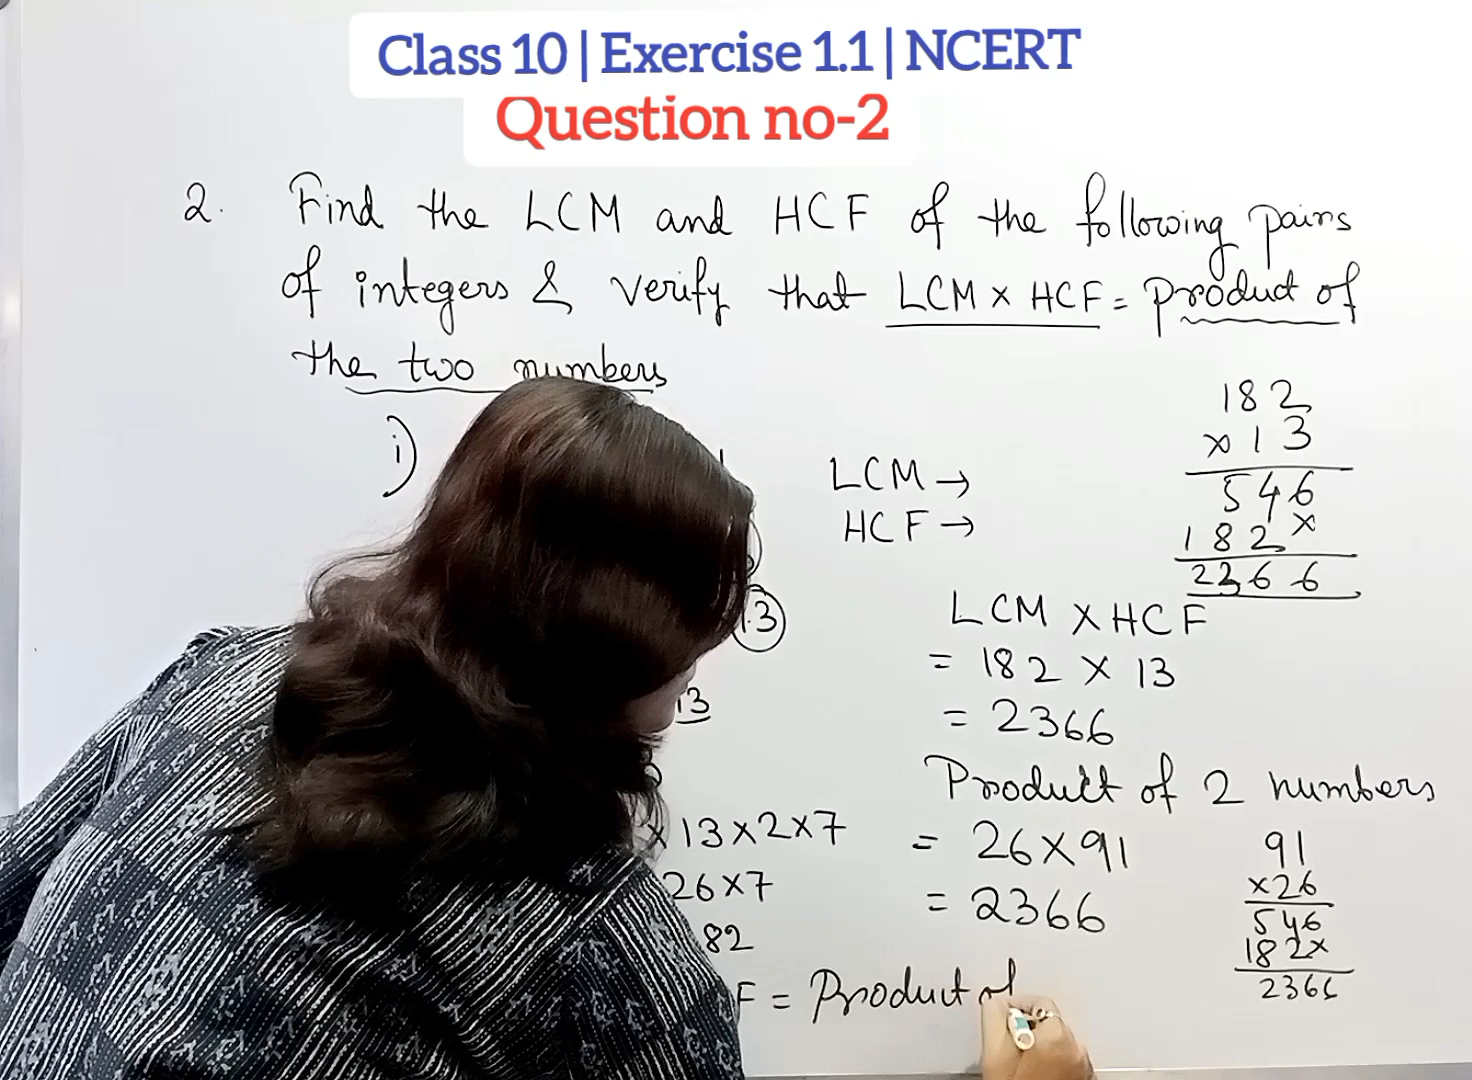 Class 10 | Exercise 1.1 | NCERT
Question no-2
2. Find the LCM and HCF of the following pairs
of integers & verify that LCM × HCF = product of
the two numbers
i)
LCM →
HCF →
182
× 13
546
182×
2366
13
13
LCM × HCF
= 182 × 13
= 2366
Product of 2 numbers
= 26×91
= 2366
91
×26
546
182×
2366
× 13×2×7
26×7
82
F = Product of